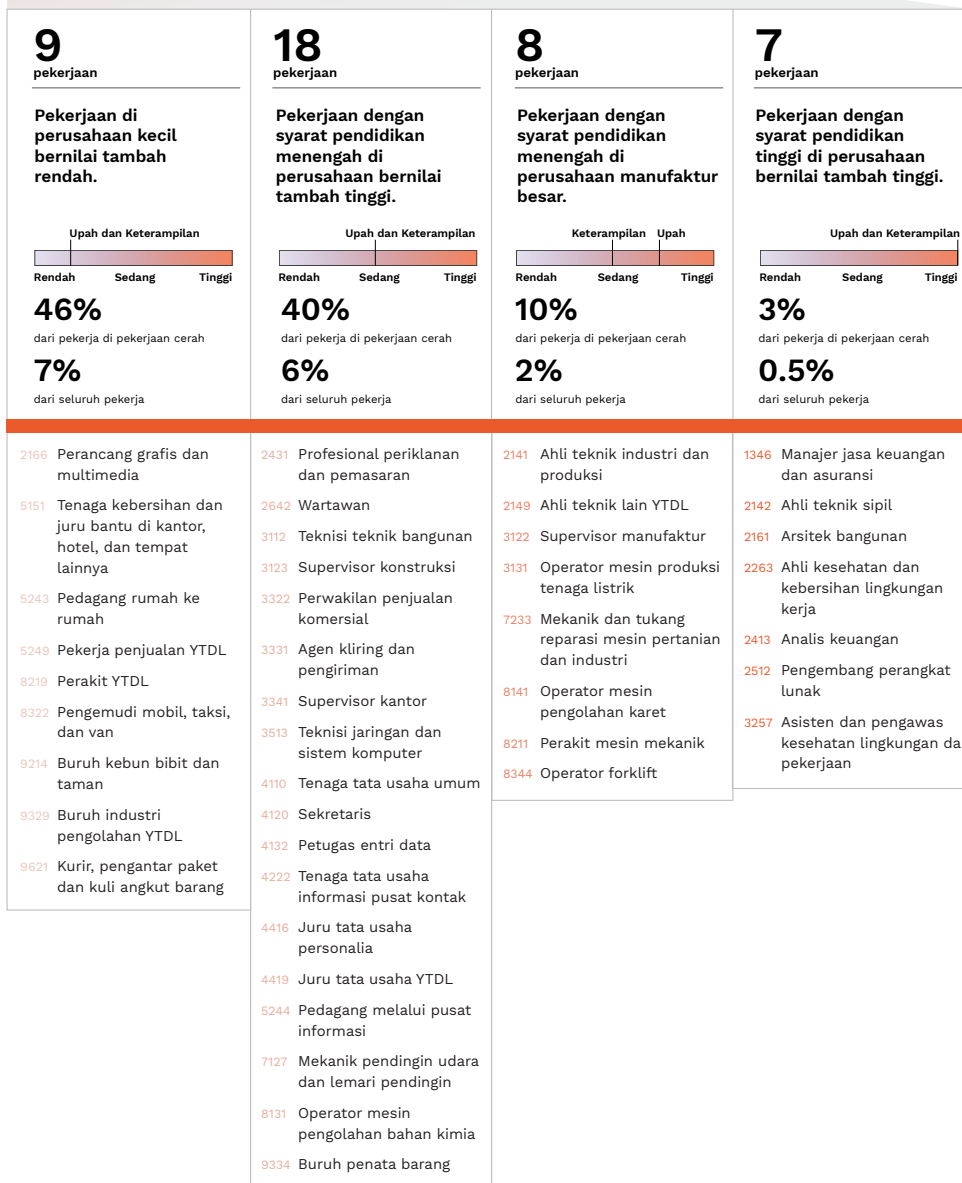 9
pekerjaan
Pekerjaan di
perusahaan kecil
bernilai tambah
rendah.
Upah dan Keterampilan
Rendah Sedang Tinggi
46%
dari pekerja di pekerjaan cerah
7%
dari seluruh pekerja
2166 Perancang grafis dan
multimedia
5151 Tenaga kebersihan dan
juru bantu di kantor,
hotel, dan tempat
lainnya
5243 Pedagang rumah ke
rumah
5249 Pekerja penjualan YTDL
8219 Perakit YTDL
8322 Pengemudi mobil, taksi,
dan van
9214 Buruh kebun bibit dan
taman
9329 Buruh industri
pengolahan YTDL
9621 Kurir, pengantar paket
dan kuli angkut barang
18
pekerjaan
Pekerjaan dengan
syarat pendidikan
menengah di
perusahaan bernilai
tambah tinggi.
Upah dan Keterampilan
Rendah Sedang Tinggi
40%
dari pekerja di pekerjaan cerah
6%
dari seluruh pekerja
2431 Profesional periklanan
dan pemasaran
2642 Wartawan
3112 Teknisi teknik bangunan
3123 Supervisor konstruksi
3322 Perwakilan penjualan
komersial
3331 Agen kliring dan
pengiriman
3341 Supervisor kantor
3513 Teknisi jaringan dan
sistem komputer
4110 Tenaga tata usaha umum
4120 Sekretaris
4132 Petugas entri data
4222 Tenaga tata usaha
informasi pusat kontak
4416 Juru tata usaha
personalia
4419 Juru tata usaha YTDL
5244 Pedagang melalui pusat
informasi
7127 Mekanik pendingin udara
dan lemari pendingin
8131 Operator mesin
pengolahan bahan kimia
9334 Buruh penata barang
8
pekerjaan
Pekerjaan dengan
syarat pendidikan
menengah di
perusahaan manufaktur
besar.
Keterampilan Upah
Rendah Sedang Tinggi
10%
dari pekerja di pekerjaan cerah
2%
dari seluruh pekerja
2141 Ahli teknik industri dan
produksi
2149 Ahli teknik lain YTDL
3122 Supervisor manufaktur
3131 Operator mesin produksi
tenaga listrik
7233 Mekanik dan tukang
reparasi mesin pertanian
dan industri
8141 Operator mesin
pengolahan karet
8211 Perakit mesin mekanik
8344 Operator forklift
7
pekerjaan
Pekerjaan dengan
syarat pendidikan
tinggi di perusahaan
bernilai tambah tinggi.
Upah dan Keterampilan
Rendah Sedang Tinggi
3%
dari pekerja di pekerjaan cerah
0.5%
dari seluruh pekerja
1346 Manajer jasa keuangan
dan asuransi
2142 Ahli teknik sipil
2161 Arsitek bangunan
2263 Ahli kesehatan dan
kebersihan lingkungan
kerja
2413 Analis keuangan
2512 Pengembang perangkat
lunak
3257 Asisten dan pengawas
kesehatan lingkungan da
pekerjaan